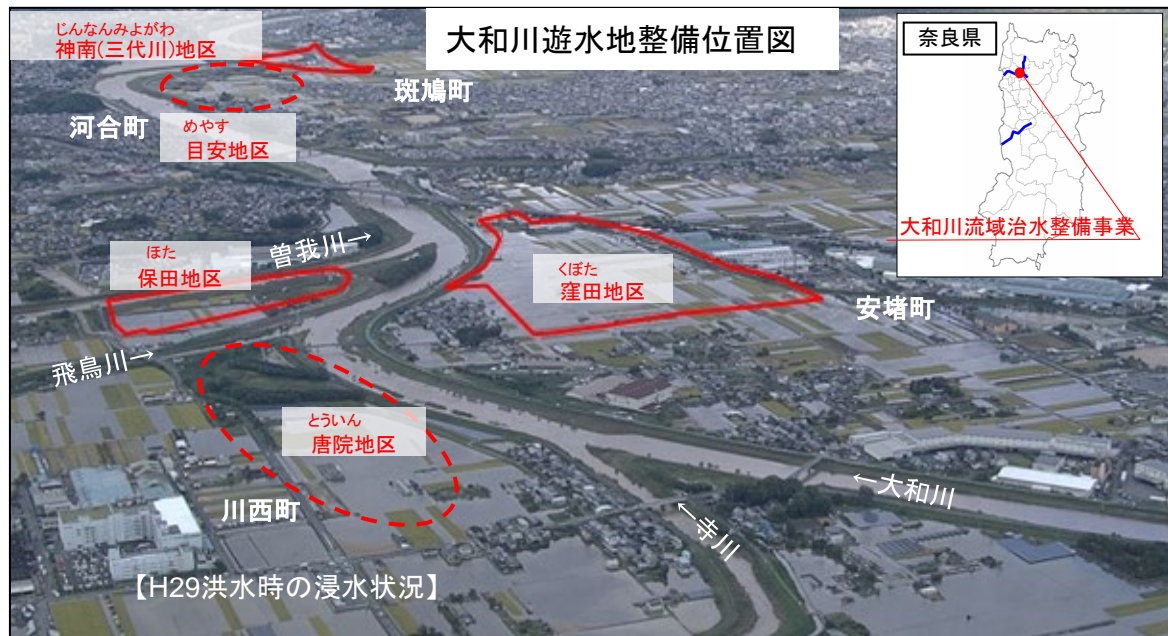 大和川遊水地整備位置図
奈良県
大和川流域治水整備事業
じんなんみよがわ
神南(三代川)地区
斑鳩町
河合町
めやす
目安地区
曽我川→
ほた
保田地区
くぼた
窪田地区
安堵町
飛鳥川→
とういん
唐院地区
川西町
←大和川
←寺川
【H29洪水時の浸水状況】